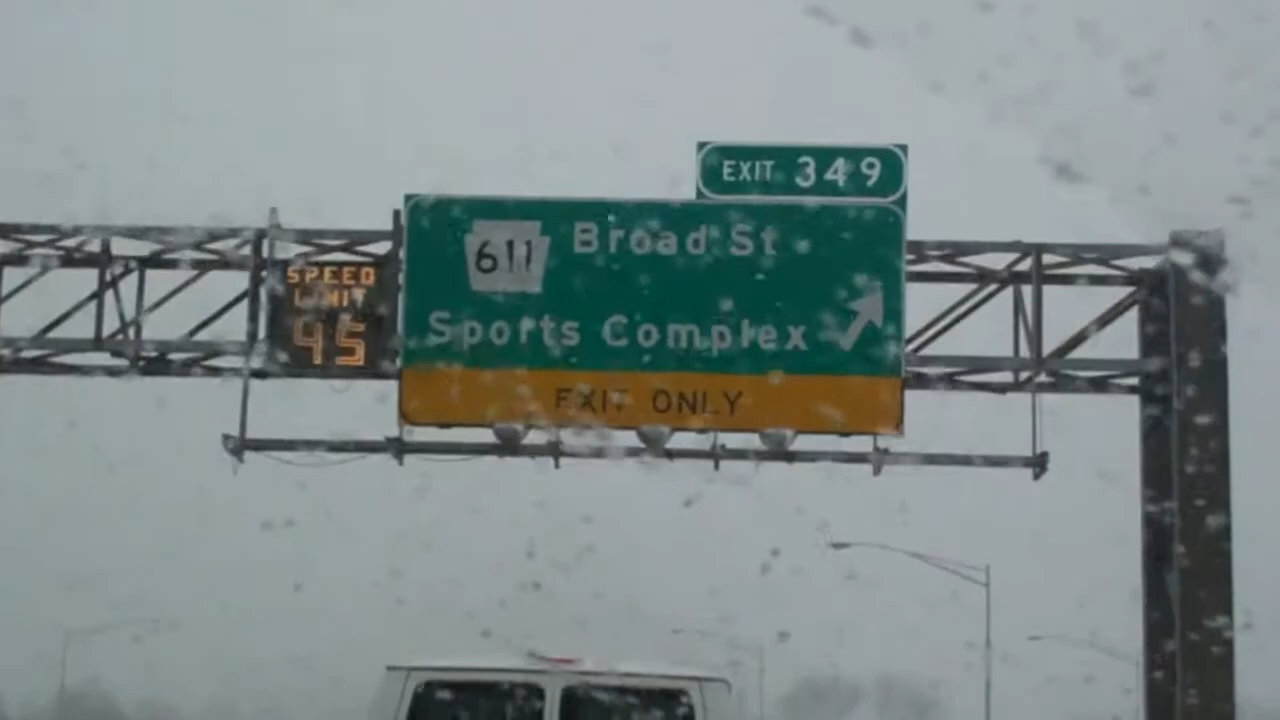 EXIT 349
611 Broad St
Sports Complex
EXIT ONLY
SPEED
LIMIT
45